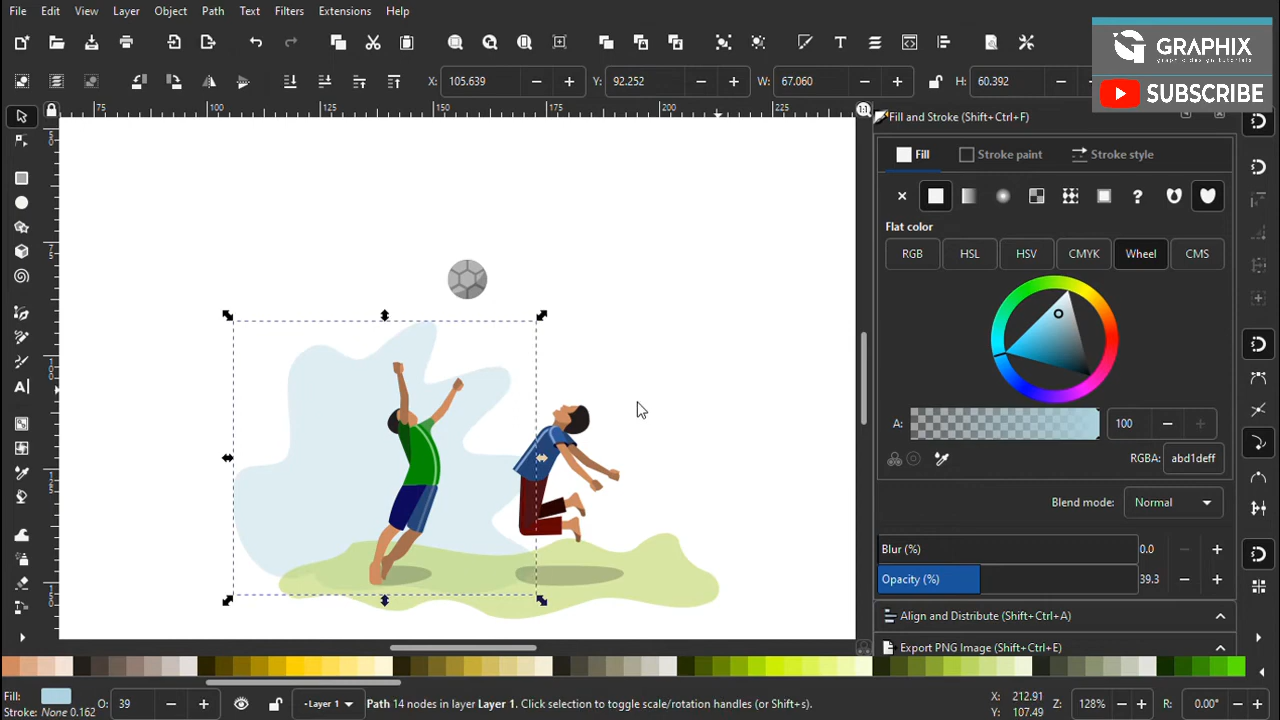 File Edit View Layer Object Path Text Filters Extensions Help
GRAPHIX
graphic design tutorials
SUBSCRIBE
X: 105.639 Y: 92.252 W: 67.060 H: 60.392
75 100 125 150 175 200 225
1:1
Fill and Stroke (Shift+Ctrl+F)
Fill Stroke paint Stroke style
Flat color
RGB HSL HSV CMYK Wheel CMS
A: 100
RGBA: abd1deff
Blend mode: Normal
Blur (%) 0.0
Opacity (%) 39.3
Align and Distribute (Shift+Ctrl+A)
Export PNG Image (Shift+Ctrl+E)
Fill: O: 39 -Layer 1 Path 14 nodes in layer Layer 1. Click selection to toggle scale/rotation handles (or Shift+s). X: 212.91 Z: 128% R: 0.00°
Stroke: None 0.162 Y: 107.49